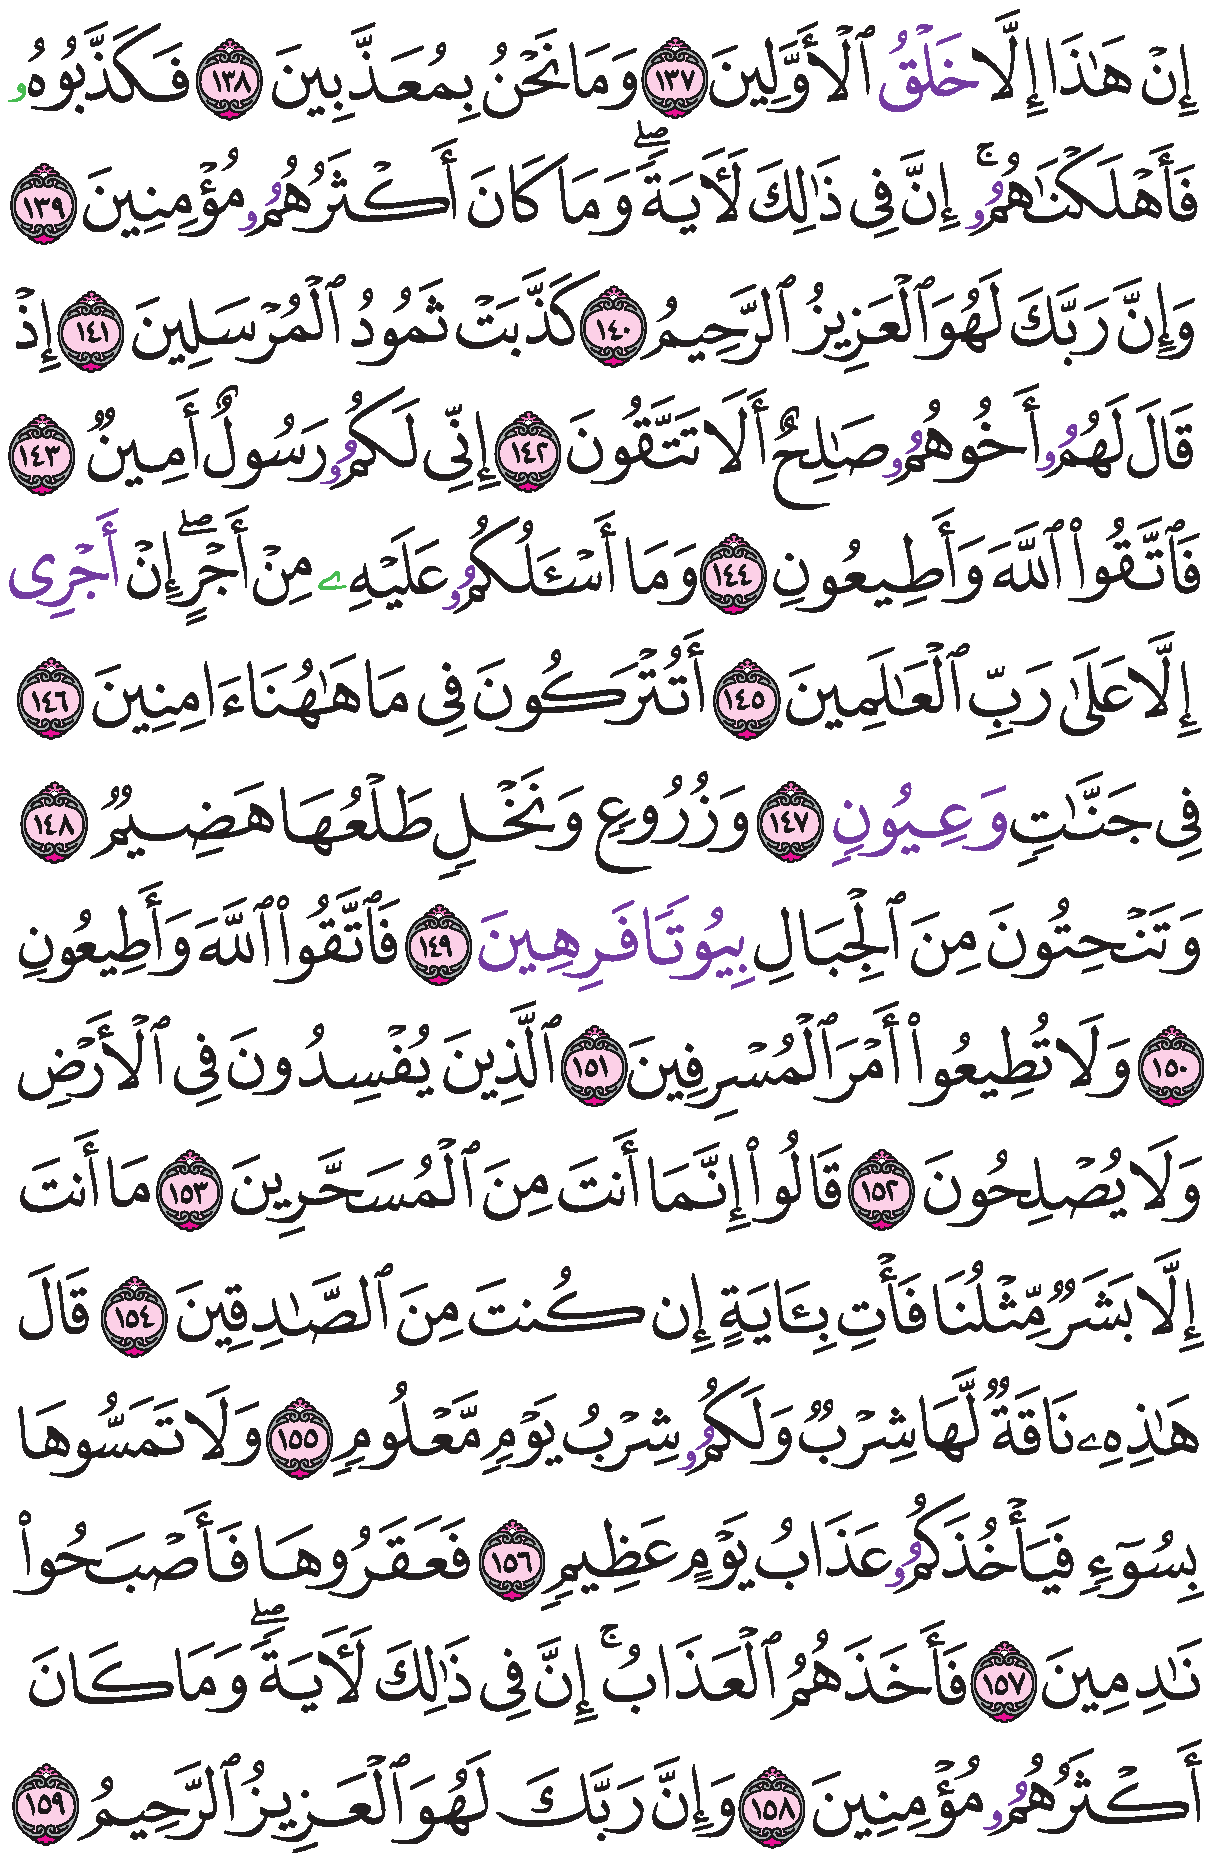 إِنْ هَٰذَا إِلَّا خَلْقُ ٱلْأَوَّلِينَ ١٣٧ وَمَا نَحْنُ بِمُعَذَّبِينَ ١٣٨ فَكَذَّبُوهُۥ
فَأَهْلَكْنَٰهُمُۥٓۚ إِنَّ فِى ذَٰلِكَ لَأٓيَةًۖ وَمَا كَانَ أَكْثَرُهُمُۥ مُؤْمِنِينَ ١٣٩
وَإِنَّ رَبَّكَ لَهُوَ ٱلْعَزِيزُ ٱلرَّحِيمُ ١٤٠ كَذَّبَتْ ثَمُودُ ٱلْمُرْسَلِينَ ١٤١ إِذْ
قَالَ لَهُمُۥ أَخُوهُمُۥ صَٰلِحٌ أَلَا تَتَّقُونَ ١٤٢ إِنِّى لَكُمُۥ رَسُولٌ أَمِينٌ ١٤٣
فَٱتَّقُوا۟ ٱللَّهَ وَأَطِيعُونِ ١٤٤ وَمَا أَسْـَٔلُكُمُۥ عَلَيْهِۦ مِنْ أَجْرٍۖ إِنْ أَجْرِى
إِلَّا عَلَىٰ رَبِّ ٱلْعَٰلَمِينَ ١٤٥ أَتُتْرَكُونَ فِى مَا هَٰهُنَا ءَامِنِينَ ١٤٦
فِى جَنَّٰتٍ وَعِيُونٍ ١٤٧ وَزُرُوعٍ وَنَخْلٍ طَلْعُهَا هَضِيمٌ ١٤٨
وَتَنْحِتُونَ مِنَ ٱلْجِبَالِ بِيُوتًا فَرِهِينَ ١٤٩ فَٱتَّقُوا۟ ٱللَّهَ وَأَطِيعُونِ
١٥٠ وَلَا تُطِيعُوا۟ أَمْرَ ٱلْمُسْرِفِينَ ١٥١ ٱلَّذِينَ يُفْسِدُونَ فِى ٱلْأَرْضِ
وَلَا يُصْلِحُونَ ١٥٢ قَالُوا۟ إِنَّمَا أَنتَ مِنَ ٱلْمُسَحَّرِينَ ١٥٣ مَا أَنتَ
إِلَّا بَشَرٌ مِّثْلُنَا فَأْتِ بِـَٔايَةٍ إِن كُنتَ مِنَ ٱلصَّٰدِقِينَ ١٥٤ قَالَ
هَٰذِهِۦ نَاقَةٌ لَّهَا شِرْبٌ وَلَكُمُۥ شِرْبُ يَوْمٍ مَّعْلُومٍ ١٥٥ وَلَا تَمَسُّوهَا
بِسُوٓءٍ فَيَأْخُذَكُمُۥ عَذَابُ يَوْمٍ عَظِيمٍ ١٥٦ فَعَقَرُوهَا فَأَصْبَحُوا۟
نَٰدِمِينَ ١٥٧ فَأَخَذَهُمُ ٱلْعَذَابُۚ إِنَّ فِى ذَٰلِكَ لَأٓيَةًۖ وَمَا كَانَ
أَكْثَرُهُمُۥ مُؤْمِنِينَ ١٥٨ وَإِنَّ رَبَّكَ لَهُوَ ٱلْعَزِيزُ ٱلرَّحِيمُ ١٥٩